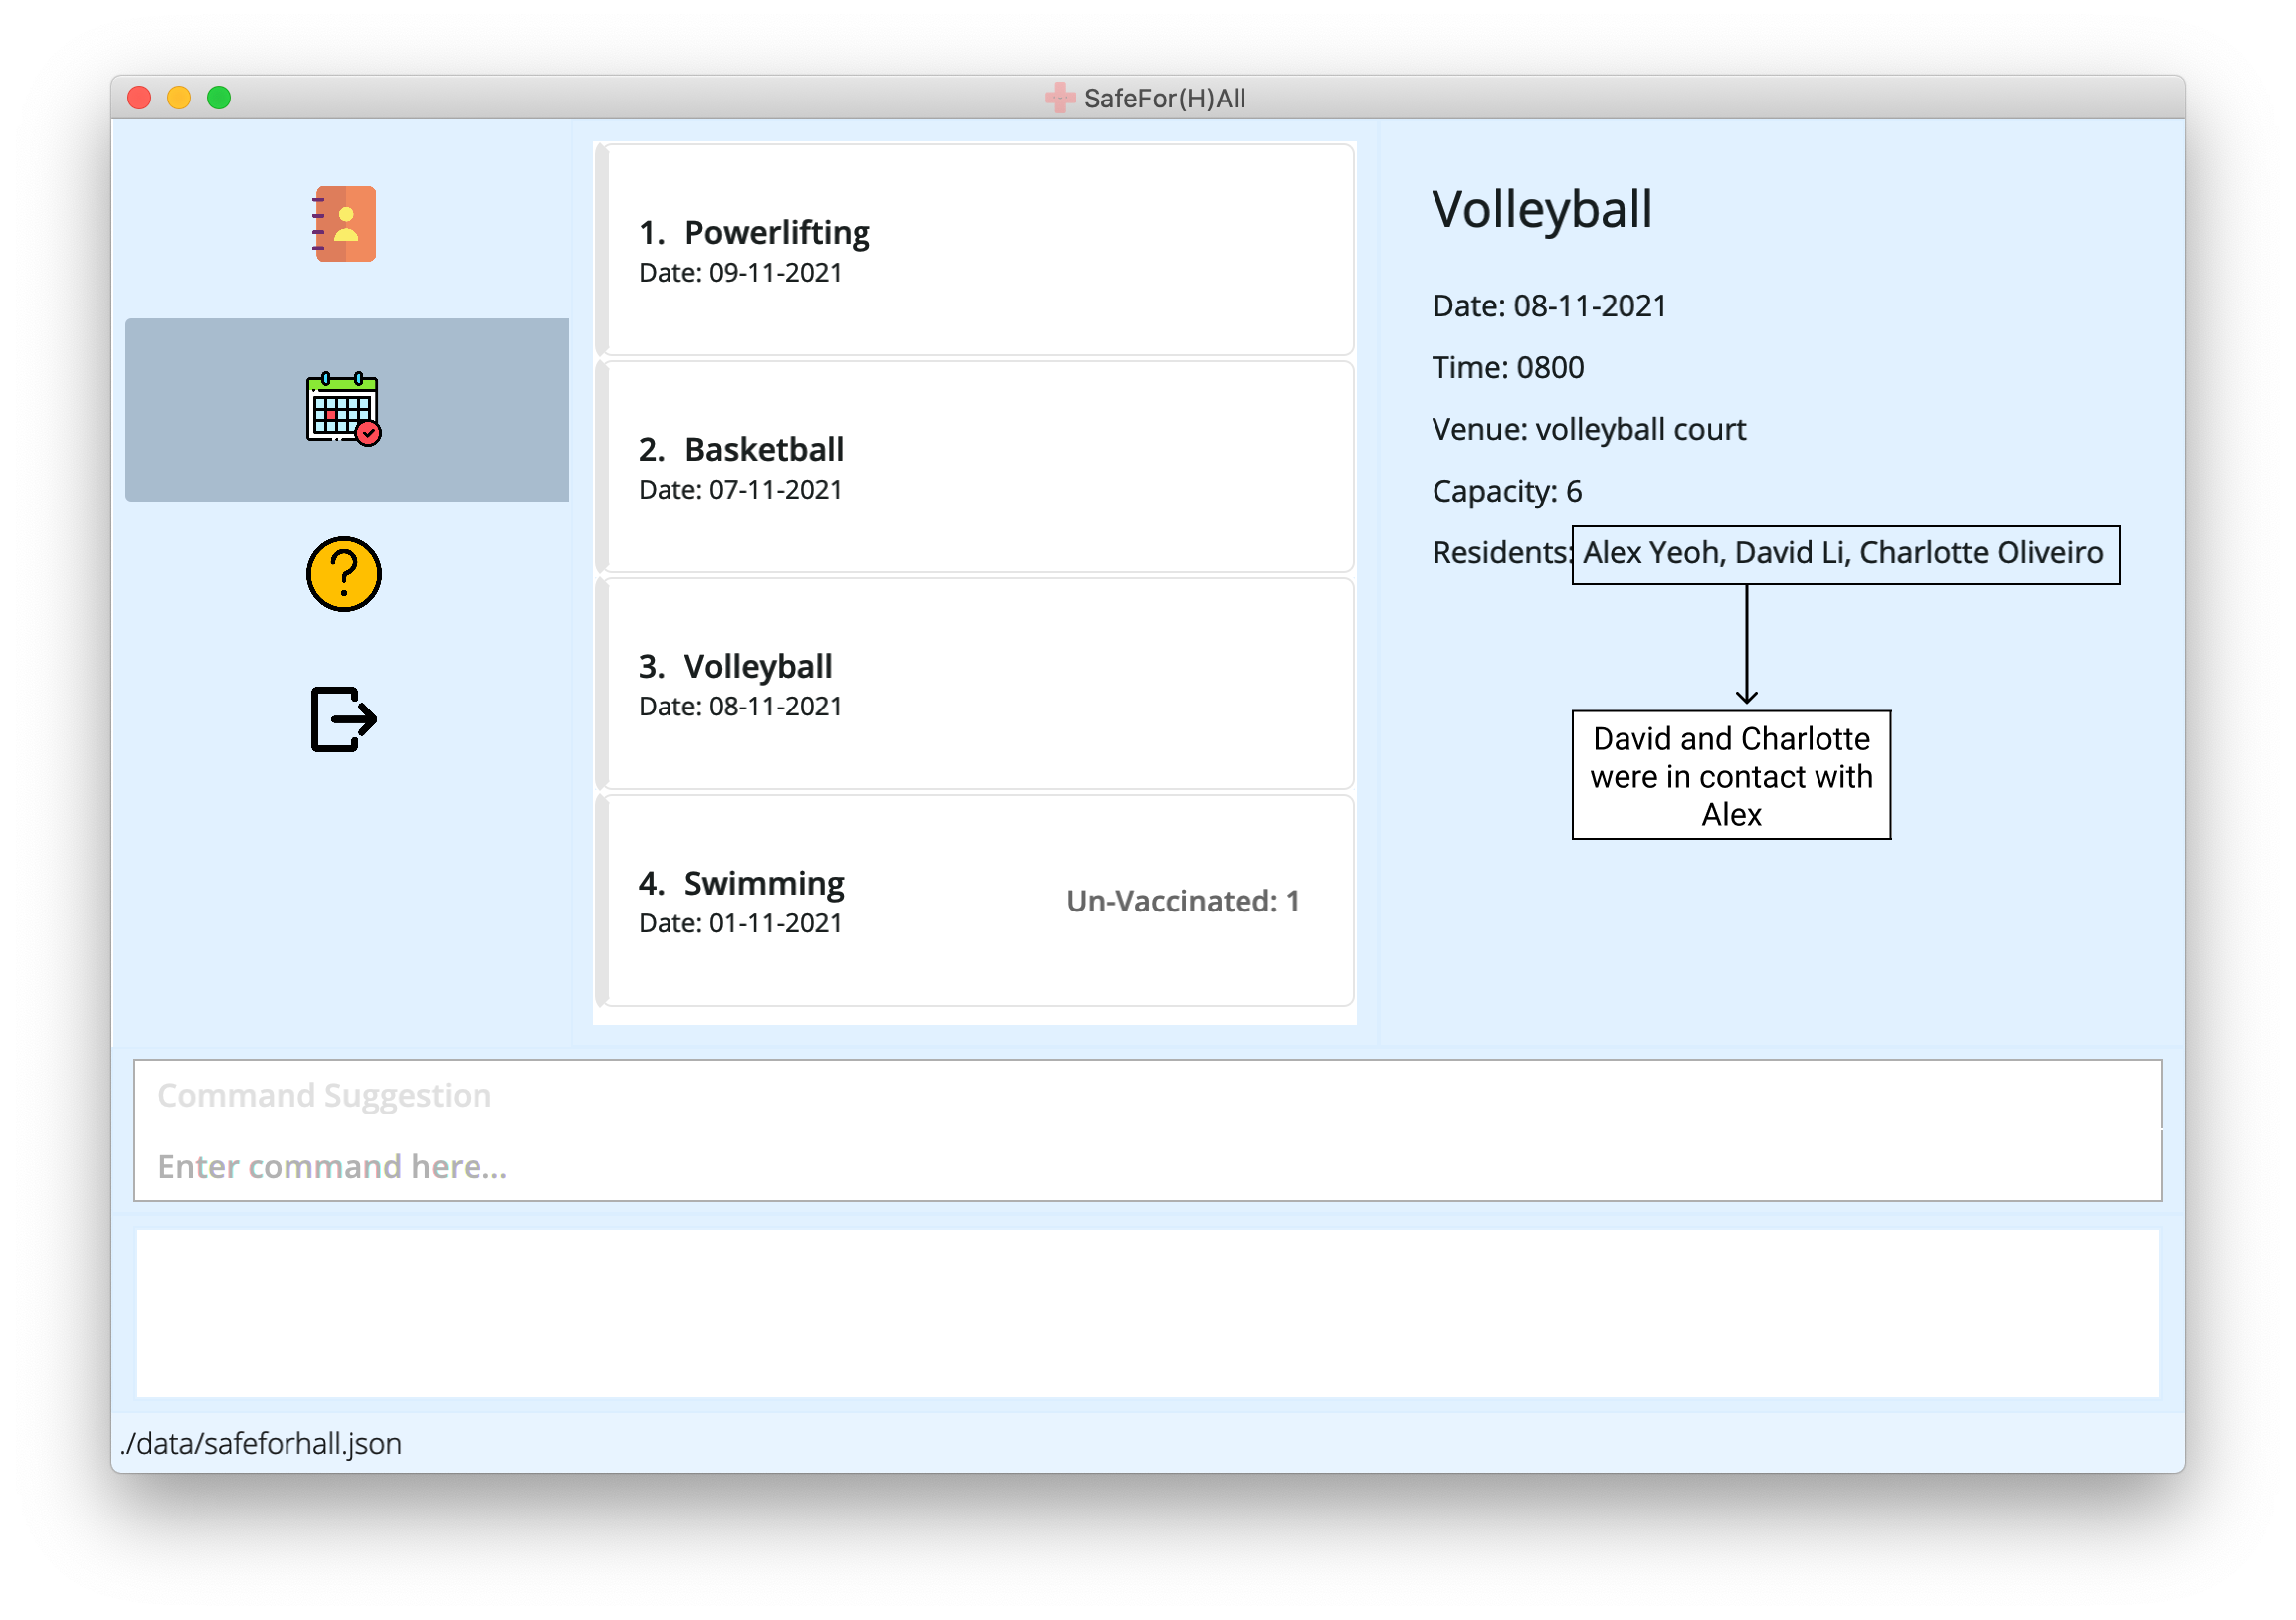 SafeFor(H)All
1. Powerlifting
Date: 09-11-2021
2. Basketball
Date: 07-11-2021
3. Volleyball
Date: 08-11-2021
4. Swimming
Date: 01-11-2021
Un-Vaccinated: 1
Volleyball
Date: 08-11-2021
Time: 0800
Venue: volleyball court
Capacity: 6
Residents: Alex Yeoh, David Li, Charlotte Oliveiro
David and Charlotte
were in contact with
Alex
Command Suggestion
Enter command here...
./data/safeforhall.json